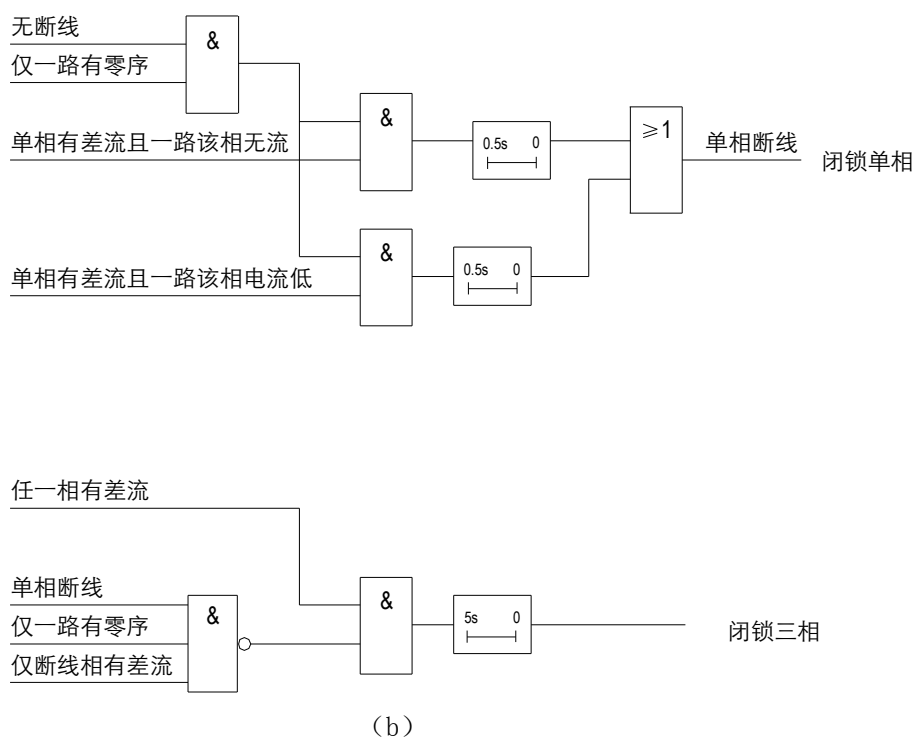 无断线
&
仅一路有零序
&
单相有差流且一路该相无流
0.5s 0
≥1
单相断线
闭锁单相
&
单相有差流且一路该相电流低
0.5s 0
任一相有差流
单相断线
&
仅一路有零序
仅断线相有差流
&
5s 0
闭锁三相
(b)